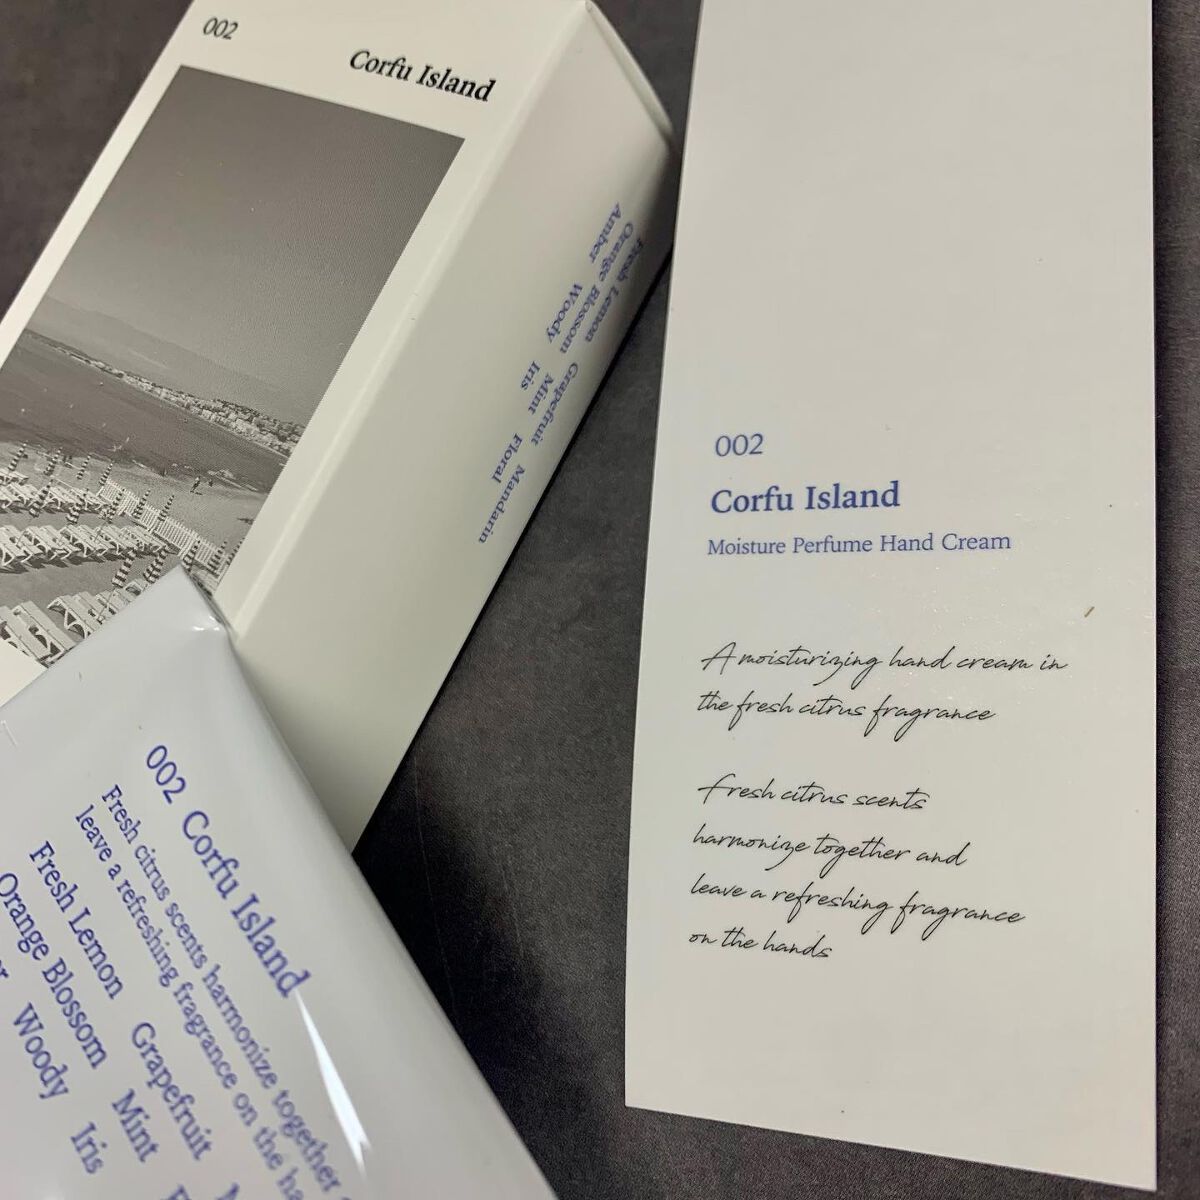 002
Corfu Island
Fresh Lemon Grapefruit Mandarin
Orange Blossom Mint Floral
Amber Woody Iris
002
Corfu Island
Moisture Perfume Hand Cream
A moisturizing hand cream in
the fresh citrus fragrance
Fresh citrus scents
harmonize together and
leave a refreshing fragrance
on the hands
002 Corfu Island
Fresh citrus scents harmonize together
leave a refreshing fragrance on the
Fresh Lemon Grapefruit
Orange Blossom Mint
Woody Iris